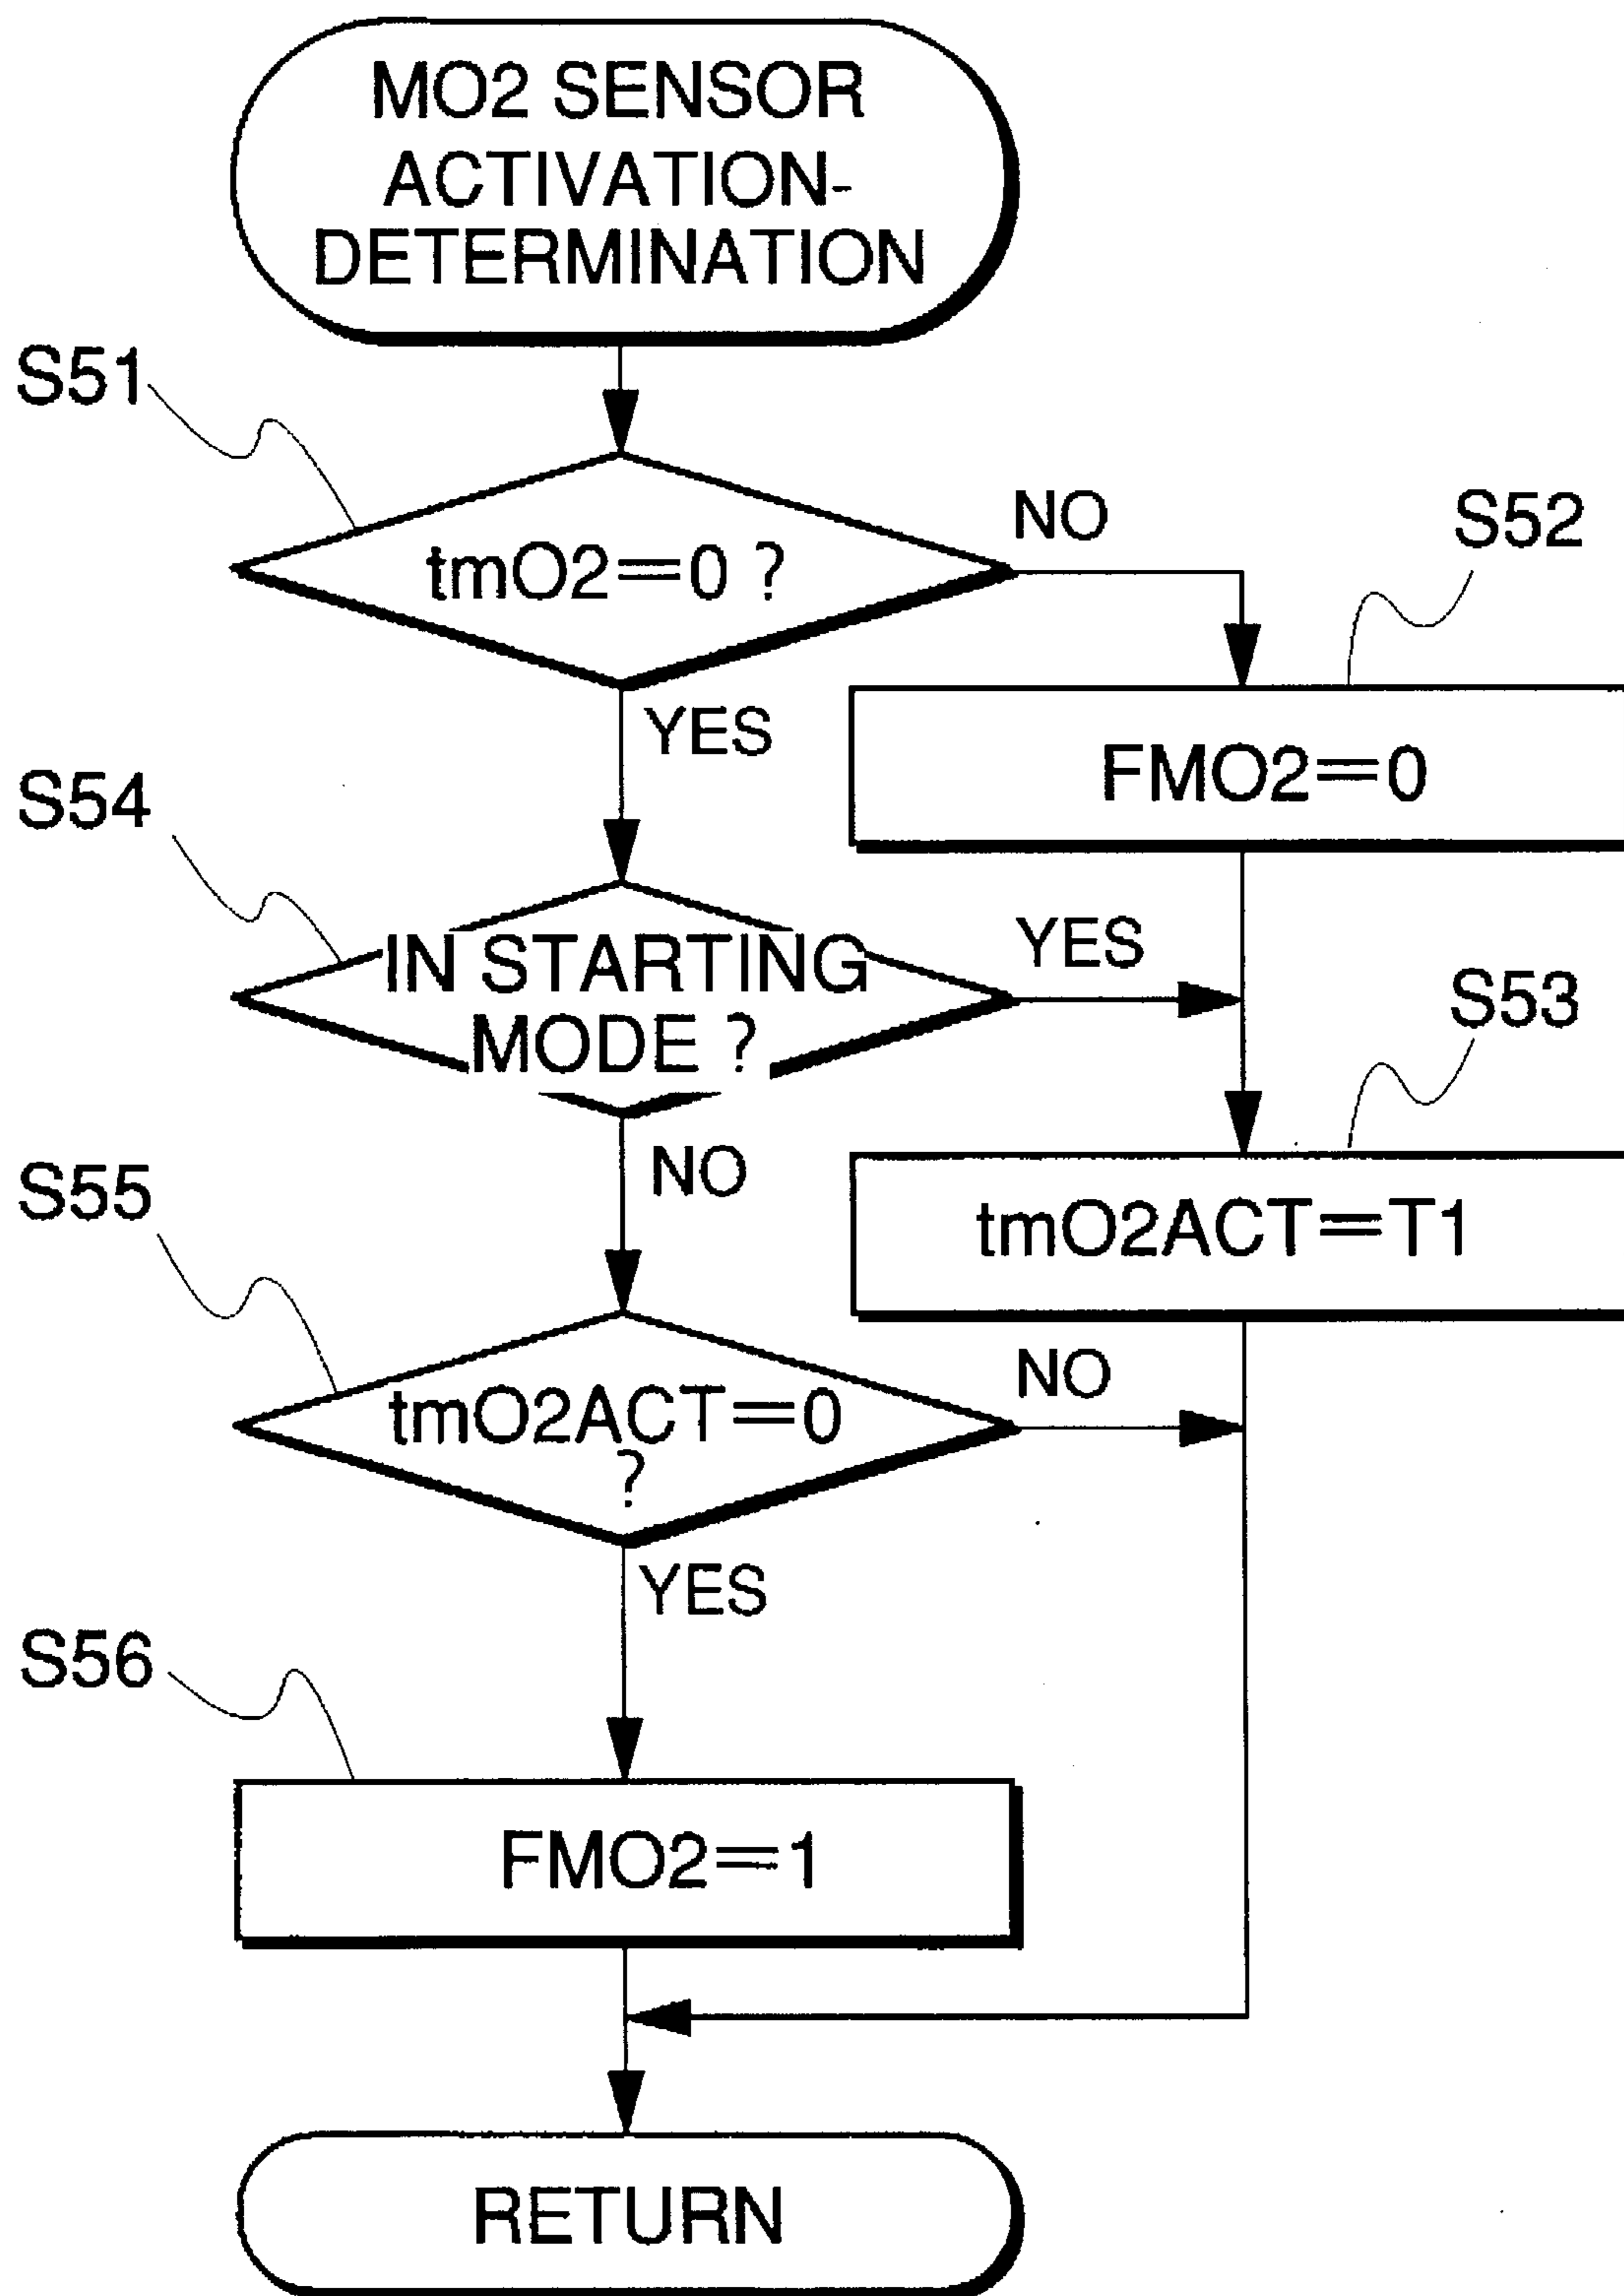 MO2 SENSOR
ACTIVATION-
DETERMINATION
S51
tmO2=0 ?
NO
S52
YES
FMO2=0
S54
IN STARTING
MODE ?
YES
S53
NO
tmO2ACT=T1
S55
tmO2ACT=0
?
NO
YES
S56
FMO2=1
RETURN